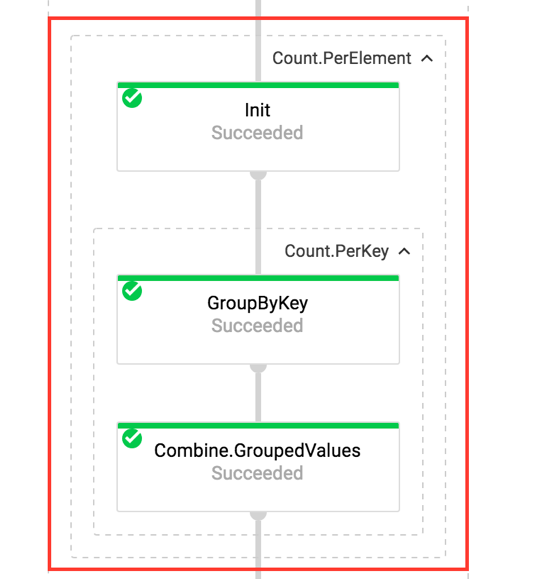 Count.PerElement
Init
Succeeded
Count.PerKey
GroupByKey
Succeeded
Combine.GroupedValues
Succeeded